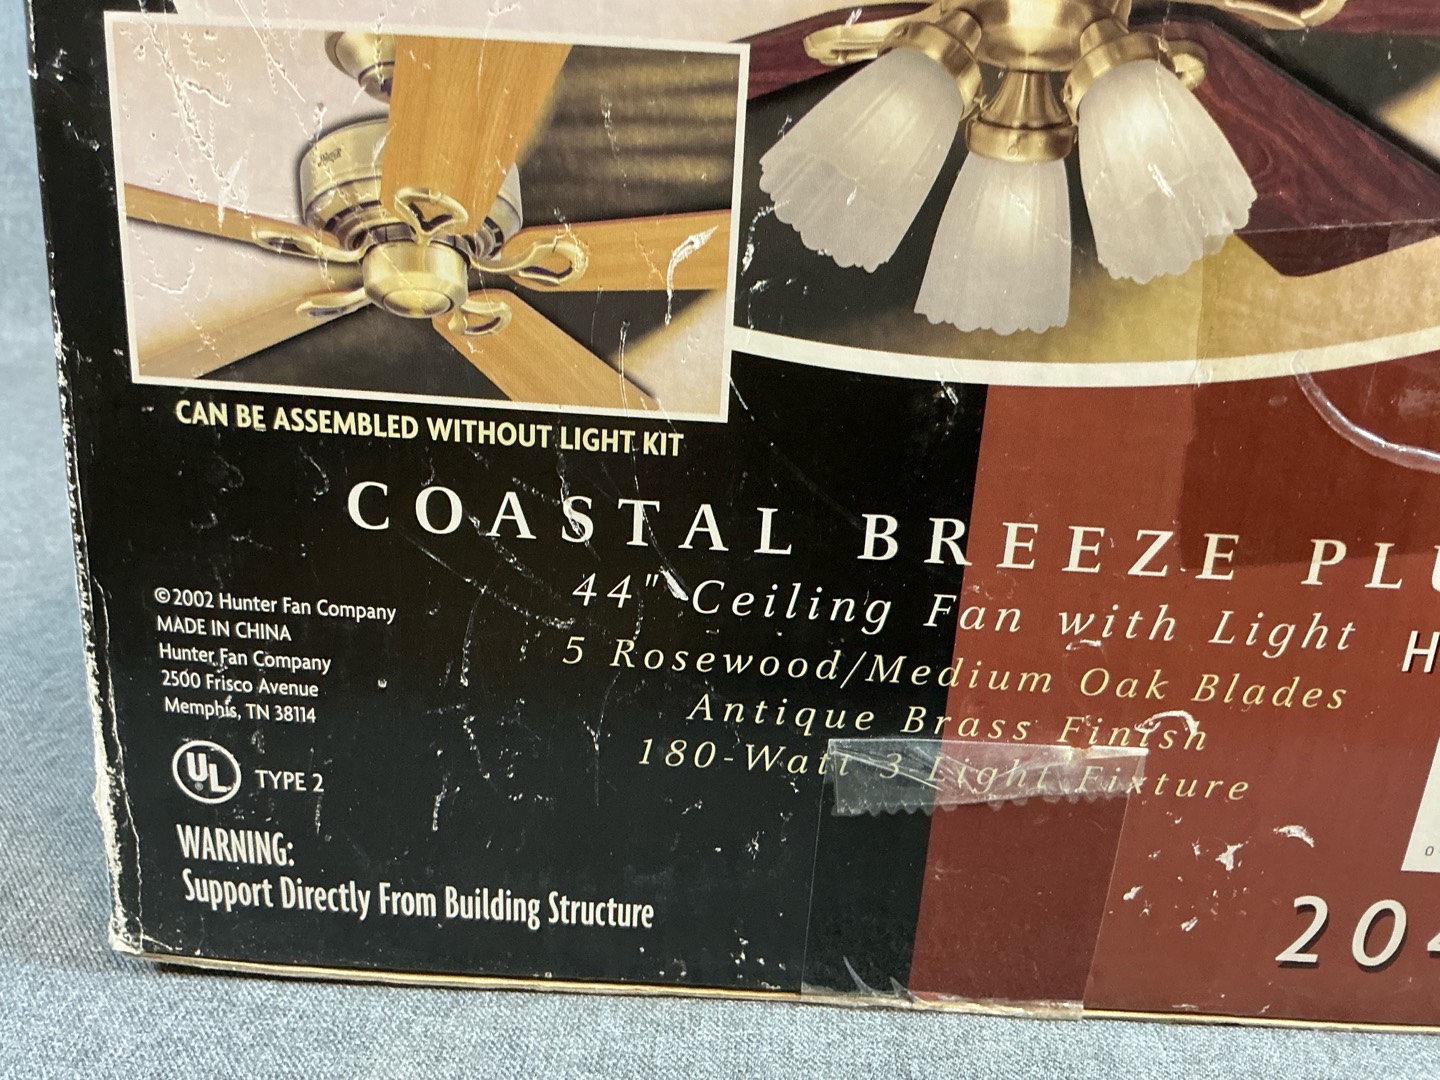 CAN BE ASSEMBLED WITHOUT LIGHT KIT
COASTAL BREEZE PLU
44" Ceiling Fan with Light
5 Rosewood/Medium Oak Blades
Antique Brass Finish
180-Watt 3 Light Fixture
H
© 2002 Hunter Fan Company
MADE IN CHINA
Hunter Fan Company
2500 Frisco Avenue
Memphis, TN 38114
UL TYPE 2
WARNING:
Support Directly From Building Structure
0
204